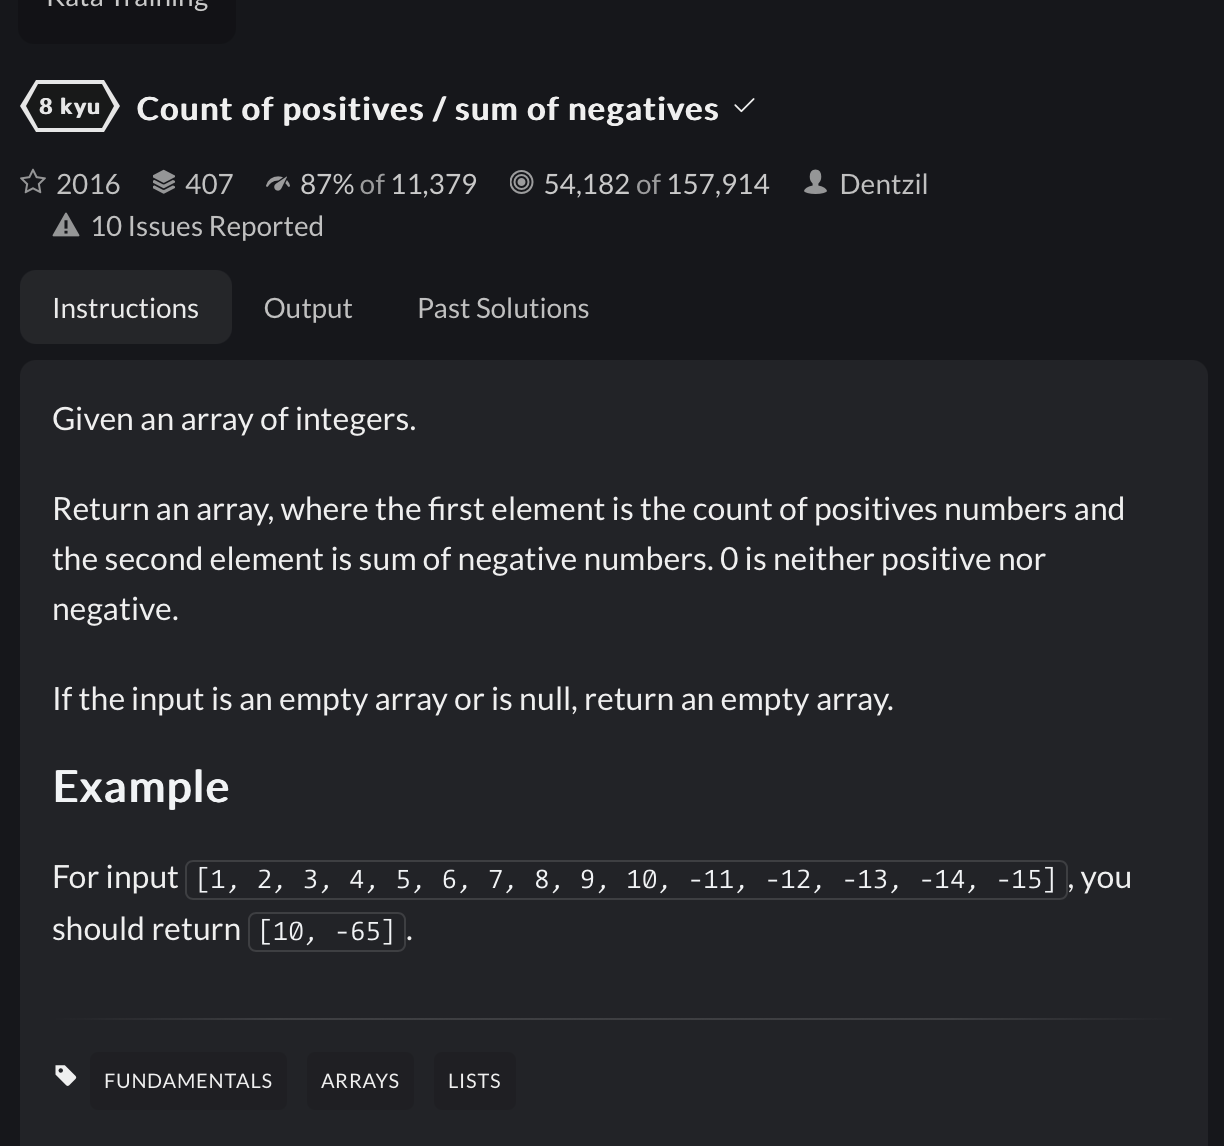 Kata Training
8 kyu Count of positives / sum of negatives
2016 407 87% of 11,379 54,182 of 157,914 Dentzil
10 Issues Reported
Instructions Output Past Solutions
Given an array of integers.
Return an array, where the first element is the count of positives numbers and
the second element is sum of negative numbers. 0 is neither positive nor
negative.
If the input is an empty array or is null, return an empty array.
Example
For input [1, 2, 3, 4, 5, 6, 7, 8, 9, 10, -11, -12, -13, -14, -15], you
should return [10, -65].
FUNDAMENTALS ARRAYS LISTS